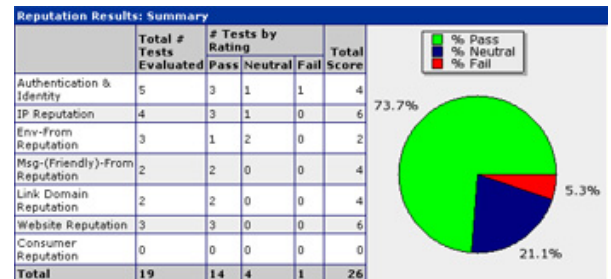 Reputation Results: Summary
Total #
Tests
Evaluated
# Tests by
Rating
Pass Neutral Fail
Total
Score
Authentication &
Identity
5 3 1 1 4
IP Reputation 4 3 1 0 6
Env-From
Reputation
3 1 2 0 2
Msg-(Friendly)-From
Reputation
2 2 0 0 4
Link Domain
Reputation
2 2 0 0 4
Website Reputation 3 3 0 0 6
Consumer
Reputation
0 0 0 0 0
Total 19 14 4 1 26
% Pass
% Neutral
% Fail
73.7%
5.3%
21.1%